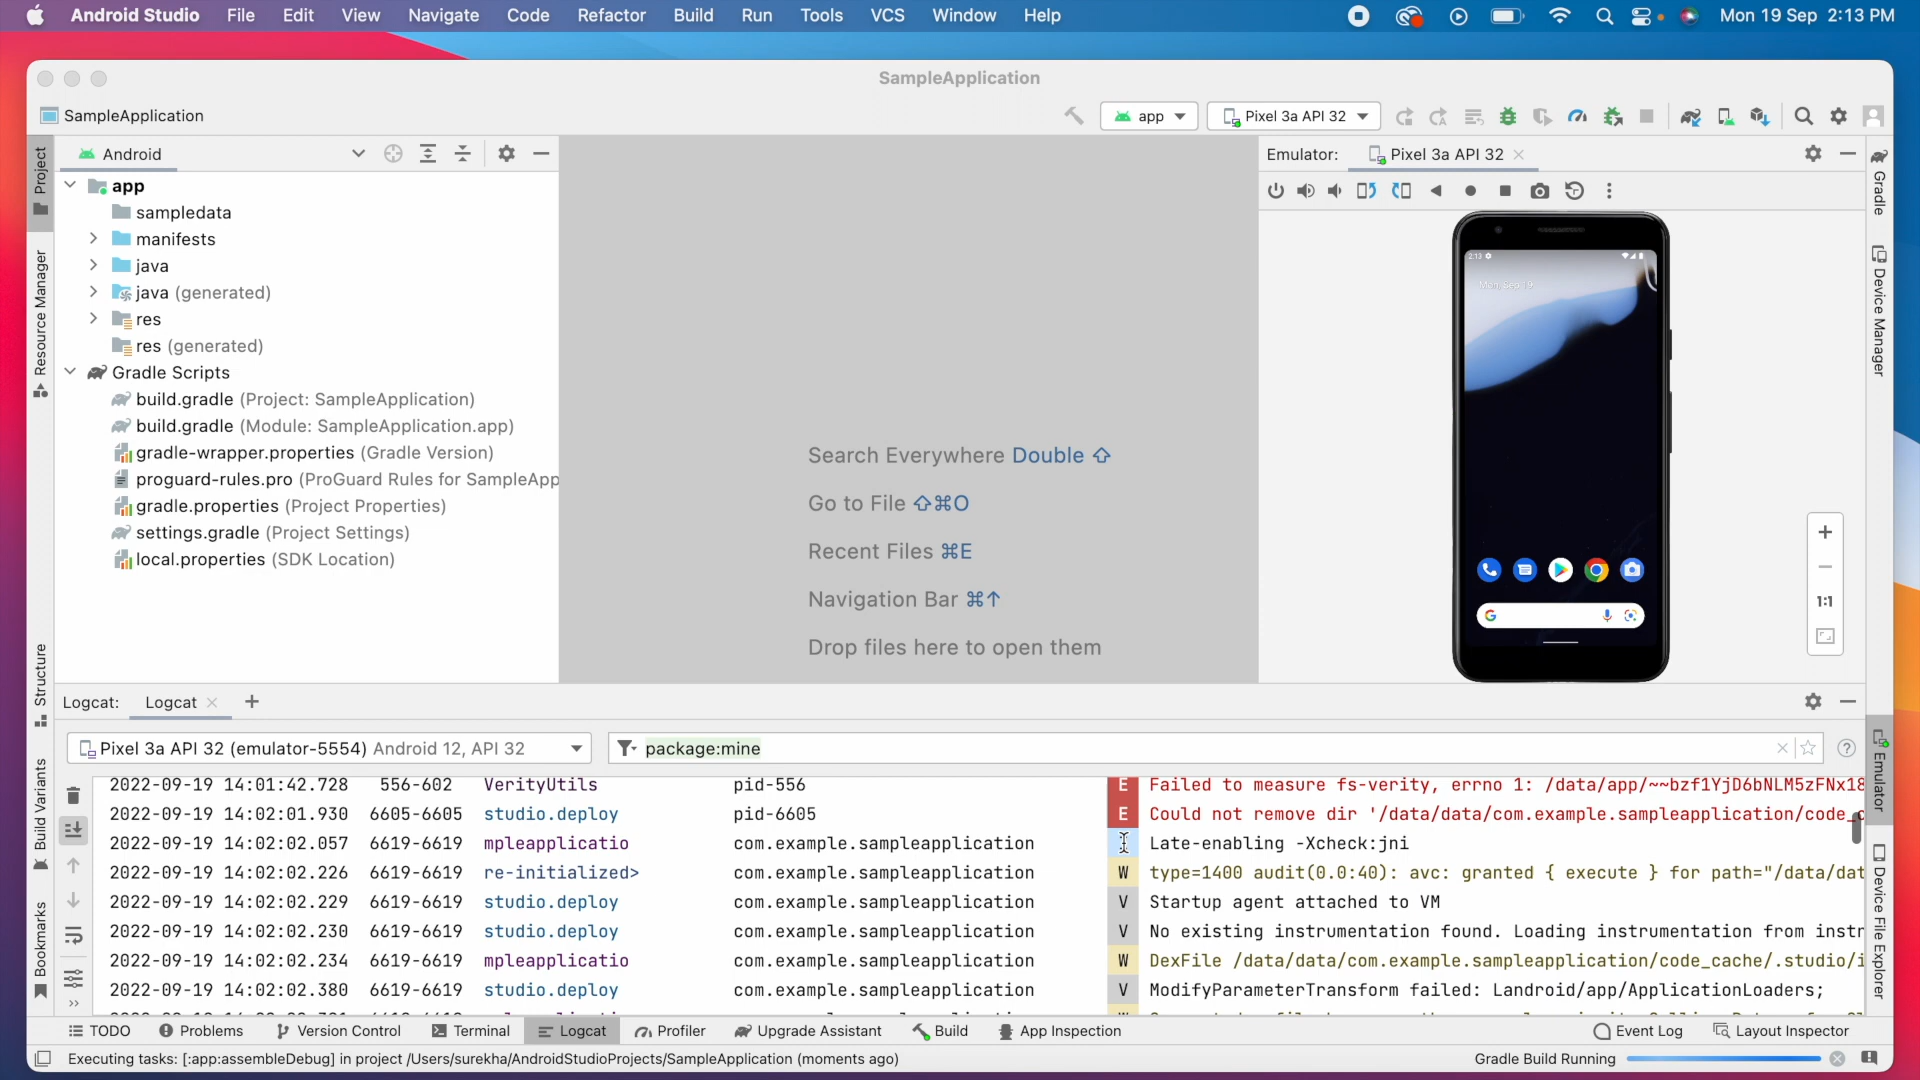 Android Studio File Edit View Navigate Code Refactor Build Run Tools VCS Window Help Mon 19 Sep 2:13 PM
SampleApplication
SampleApplication app Pixel 3a API 32
Project
Resource Manager
Structure
Build Variants
Bookmarks
Android
app
sampledata
manifests
java
java (generated)
res
res (generated)
Gradle Scripts
build.gradle (Project: SampleApplication)
build.gradle (Module: SampleApplication.app)
gradle-wrapper.properties (Gradle Version)
proguard-rules.pro (ProGuard Rules for SampleApp
gradle.properties (Project Properties)
settings.gradle (Project Settings)
local.properties (SDK Location)
Search Everywhere Double ⇧
Go to File ⇧⌘O
Recent Files ⌘E
Navigation Bar ⌘↑
Drop files here to open them
Emulator: Pixel 3a API 32
2:13
Mon, Sep 19
1:1
Gradle
Device Manager
Emulator
Device File Explorer
Logcat: Logcat
Pixel 3a API 32 (emulator-5554) Android 12, API 32 package:mine
2022-09-19 14:01:42.728 556-602 VerityUtils pid-556 E Failed to measure fs-verity, errno 1: /data/app/~~bzf1YjD6bNLM5zFNx18
2022-09-19 14:02:01.930 6605-6605 studio.deploy pid-6605 E Could not remove dir '/data/data/com.example.sampleapplication/code_c
2022-09-19 14:02:02.057 6619-6619 mpleapplicatio com.example.sampleapplication I Late-enabling -Xcheck:jni
2022-09-19 14:02:02.226 6619-6619 re-initialized> com.example.sampleapplication W type=1400 audit(0.0:40): avc: granted { execute } for path="/data/dat
2022-09-19 14:02:02.229 6619-6619 studio.deploy com.example.sampleapplication V Startup agent attached to VM
2022-09-19 14:02:02.230 6619-6619 studio.deploy com.example.sampleapplication V No existing instrumentation found. Loading instrumentation from instr
2022-09-19 14:02:02.234 6619-6619 mpleapplicatio com.example.sampleapplication W DexFile /data/data/com.example.sampleapplication/code_cache/.studio/i
2022-09-19 14:02:02.380 6619-6619 studio.deploy com.example.sampleapplication V ModifyParameterTransform failed: Landroid/app/ApplicationLoaders;
TODO Problems Version Control Terminal Logcat Profiler Upgrade Assistant Build App Inspection Event Log Layout Inspector
Executing tasks: [:app:assembleDebug] in project /Users/surekha/AndroidStudioProjects/SampleApplication (moments ago) Gradle Build Running